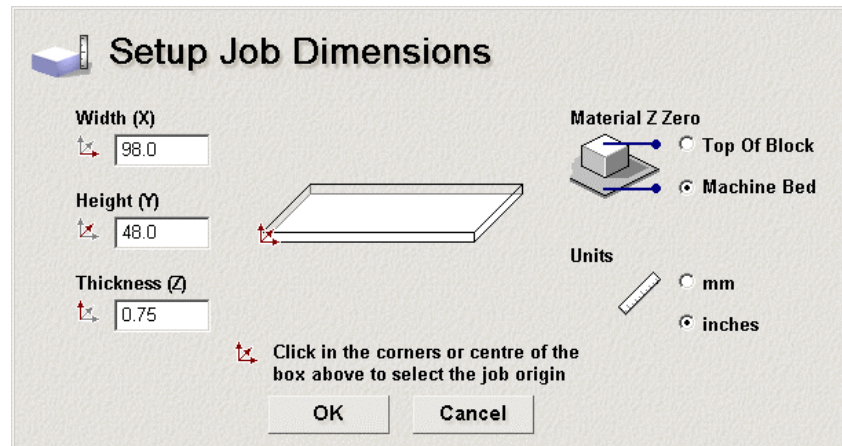 Setup Job Dimensions
Width (X)
98.0
Height (Y)
48.0
Thickness (Z)
0.75
Material Z Zero
Top Of Block
Machine Bed
Units
mm
inches
Click in the corners or centre of the
box above to select the job origin
OK
Cancel